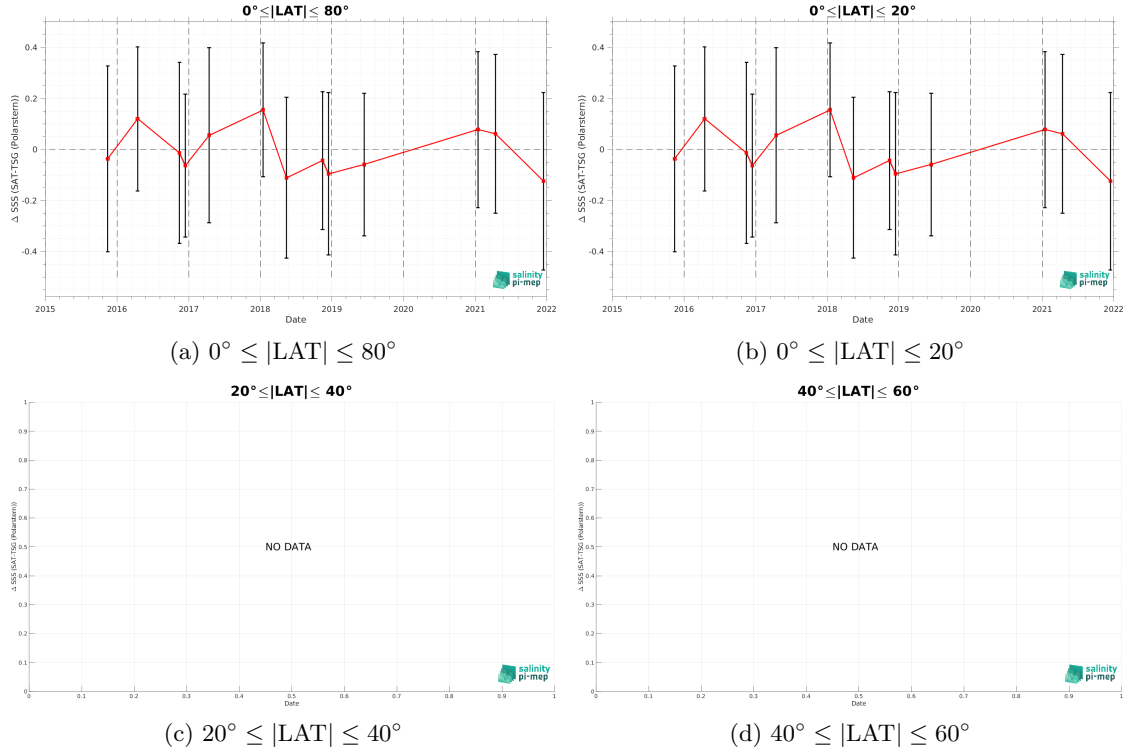 0°≤|LAT|≤ 80°
Δ SSS (SAT-TSG (Polarstern))
0.4
0.2
0
-0.2
-0.4
2015 2016 2017 2018 2019 2020 2021 2022
Date
salinity
pi-mep
(a) 0° ≤ |LAT| ≤ 80°
0°≤|LAT|≤ 20°
Δ SSS (SAT-TSG (Polarstern))
0.4
0.2
0
-0.2
-0.4
2015 2016 2017 2018 2019 2020 2021 2022
Date
salinity
pi-mep
(b) 0° ≤ |LAT| ≤ 20°
20°≤|LAT|≤ 40°
Δ SSS (SAT-TSG (Polarstern))
1
0.9
0.8
0.7
0.6
0.5
0.4
0.3
0.2
0.1
0
NO DATA
0 0.1 0.2 0.3 0.4 0.5 0.6 0.7 0.8 0.9 1
Date
salinity
pi-mep
(c) 20° ≤ |LAT| ≤ 40°
40°≤|LAT|≤ 60°
Δ SSS (SAT-TSG (Polarstern))
1
0.9
0.8
0.7
0.6
0.5
0.4
0.3
0.2
0.1
0
NO DATA
0 0.1 0.2 0.3 0.4 0.5 0.6 0.7 0.8 0.9 1
Date
salinity
pi-mep
(d) 40° ≤ |LAT| ≤ 60°